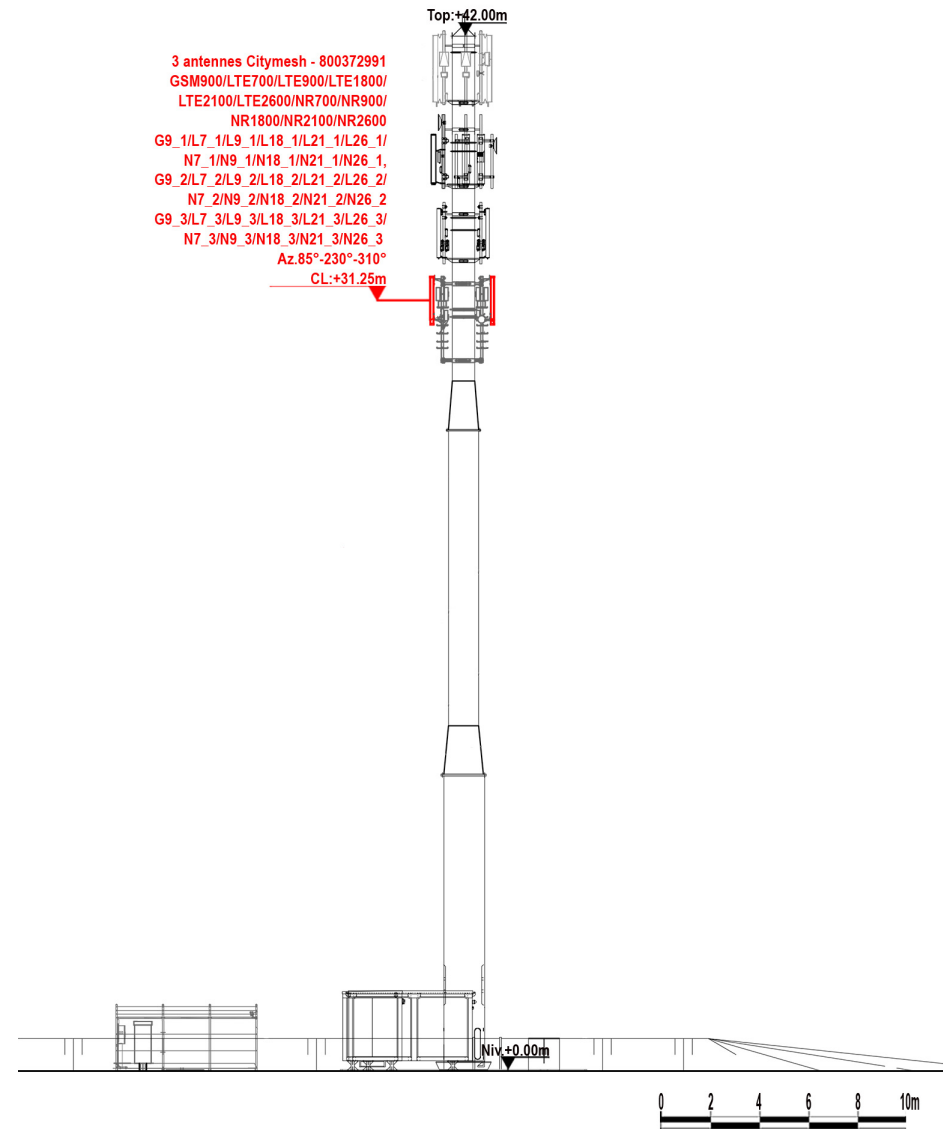 Top:+42.00m
3 antennes Citymesh - 800372991
GSM900/LTE700/LTE900/LTE1800/
LTE2100/LTE2600/NR700/NR900/
NR1800/NR2100/NR2600
G9_1/L7_1/L9_1/L18_1/L21_1/L26_1/
N7_1/N9_1/N18_1/N21_1/N26_1,
G9_2/L7_2/L9_2/L18_2/L21_2/L26_2/
N7_2/N9_2/N18_2/N21_2/N26_2
G9_3/L7_3/L9_3/L18_3/L21_3/L26_3/
N7_3/N9_3/N18_3/N21_3/N26_3
Az.85°-230°-310°
CL:+31.25m
Niv.+0.00m
0 2 4 6 8 10m